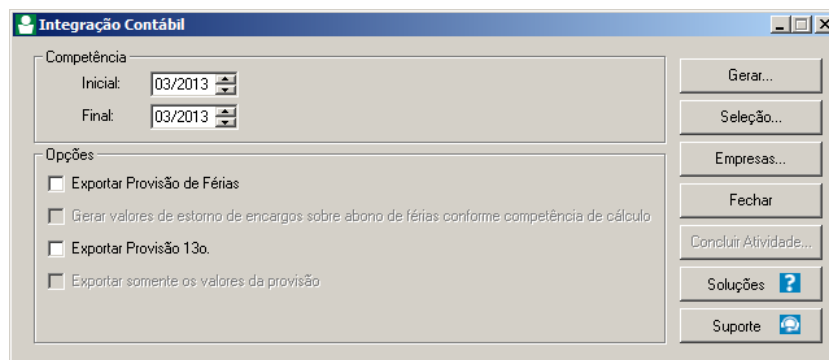 Integração Contábil
Competência
Inicial: 03/2013
Final: 03/2013
Opções
Exportar Provisão de Férias
Gerar valores de estorno de encargos sobre abono de férias conforme competência de cálculo
Exportar Provisão 13o.
Exportar somente os valores da provisão
Gerar...
Seleção...
Empresas...
Fechar
Concluir Atividade...
Soluções ?
Suporte